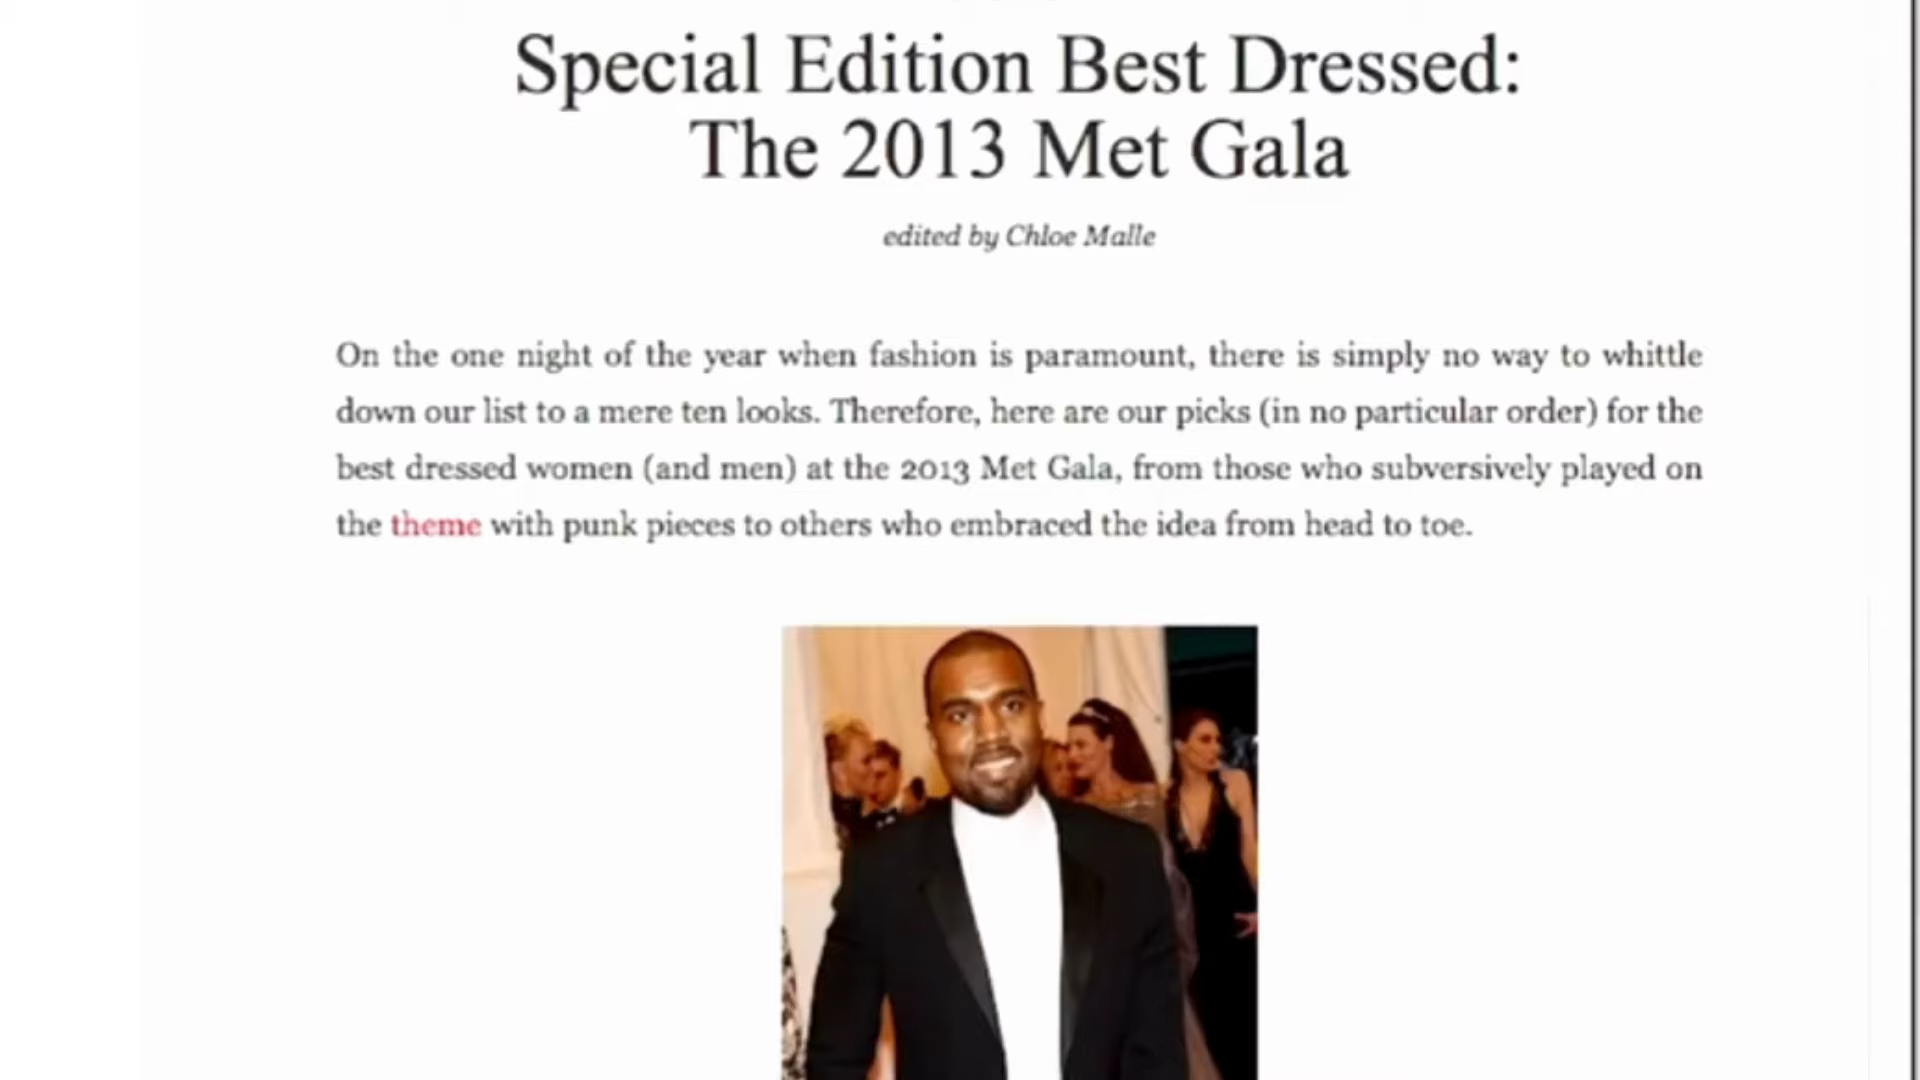 Special Edition Best Dressed:
The 2013 Met Gala
edited by Chloe Malle
On the one night of the year when fashion is paramount, there is simply no way to whittle
down our list to a mere ten looks. Therefore, here are our picks (in no particular order) for the
best dressed women (and men) at the 2013 Met Gala, from those who subversively played on
the theme with punk pieces to others who embraced the idea from head to toe.